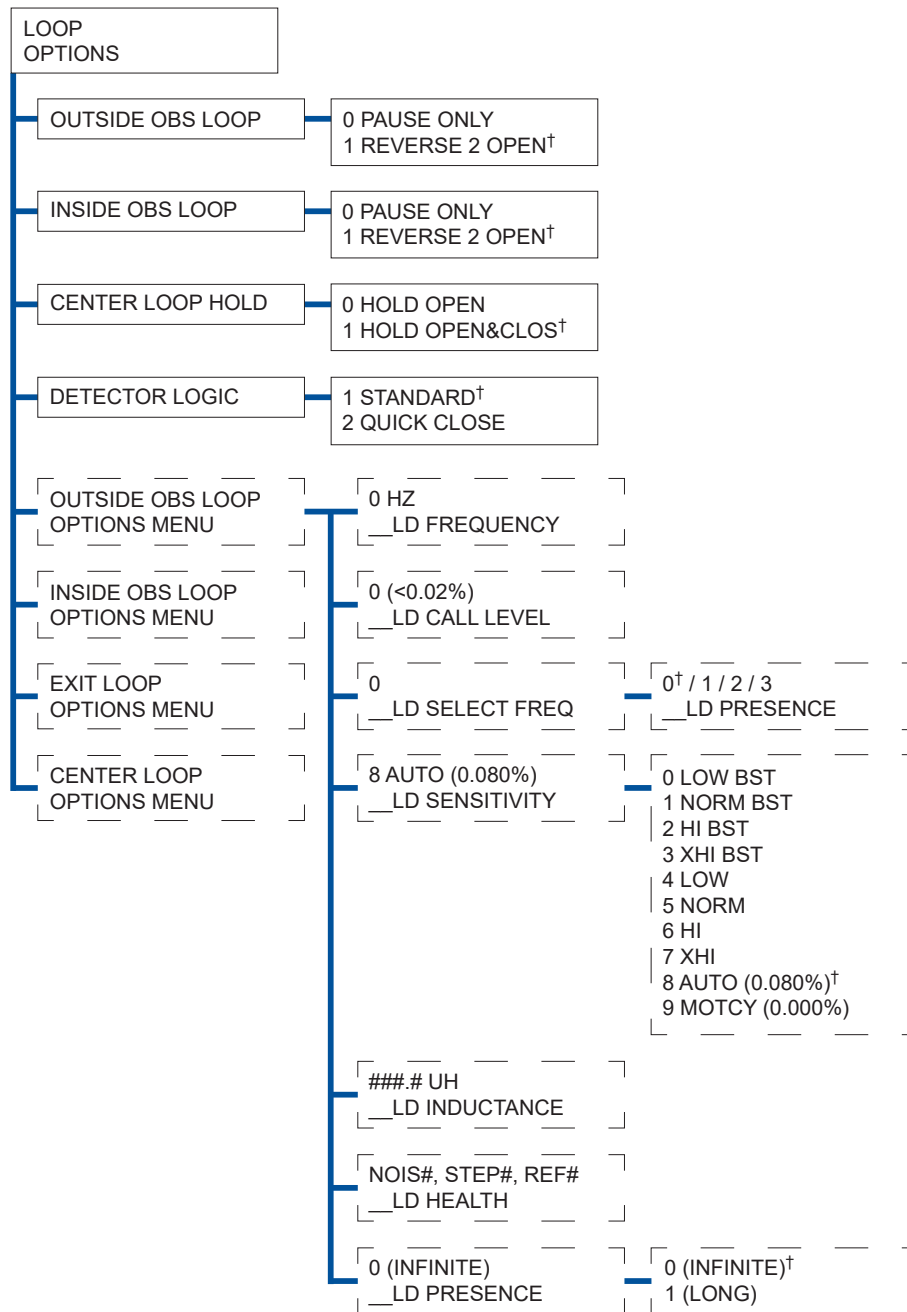 LOOP
OPTIONS
OUTSIDE OBS LOOP
0 PAUSE ONLY
1 REVERSE 2 OPEN†
INSIDE OBS LOOP
0 PAUSE ONLY
1 REVERSE 2 OPEN†
CENTER LOOP HOLD
0 HOLD OPEN
1 HOLD OPEN&CLOS†
DETECTOR LOGIC
1 STANDARD†
2 QUICK CLOSE
OUTSIDE OBS LOOP
OPTIONS MENU
0 HZ
__LD FREQUENCY
INSIDE OBS LOOP
OPTIONS MENU
0 (<0.02%)
__LD CALL LEVEL
EXIT LOOP
OPTIONS MENU
0
__LD SELECT FREQ
0† / 1 / 2 / 3
__LD PRESENCE
CENTER LOOP
OPTIONS MENU
8 AUTO (0.080%)
__LD SENSITIVITY
0 LOW BST
1 NORM BST
2 HI BST
3 XHI BST
4 LOW
5 NORM
6 HI
7 XHI
8 AUTO (0.080%)†
9 MOTCY (0.000%)
###.# UH
__LD INDUCTANCE
NOIS#, STEP#, REF#
__LD HEALTH
0 (INFINITE)
__LD PRESENCE
0 (INFINITE)†
1 (LONG)